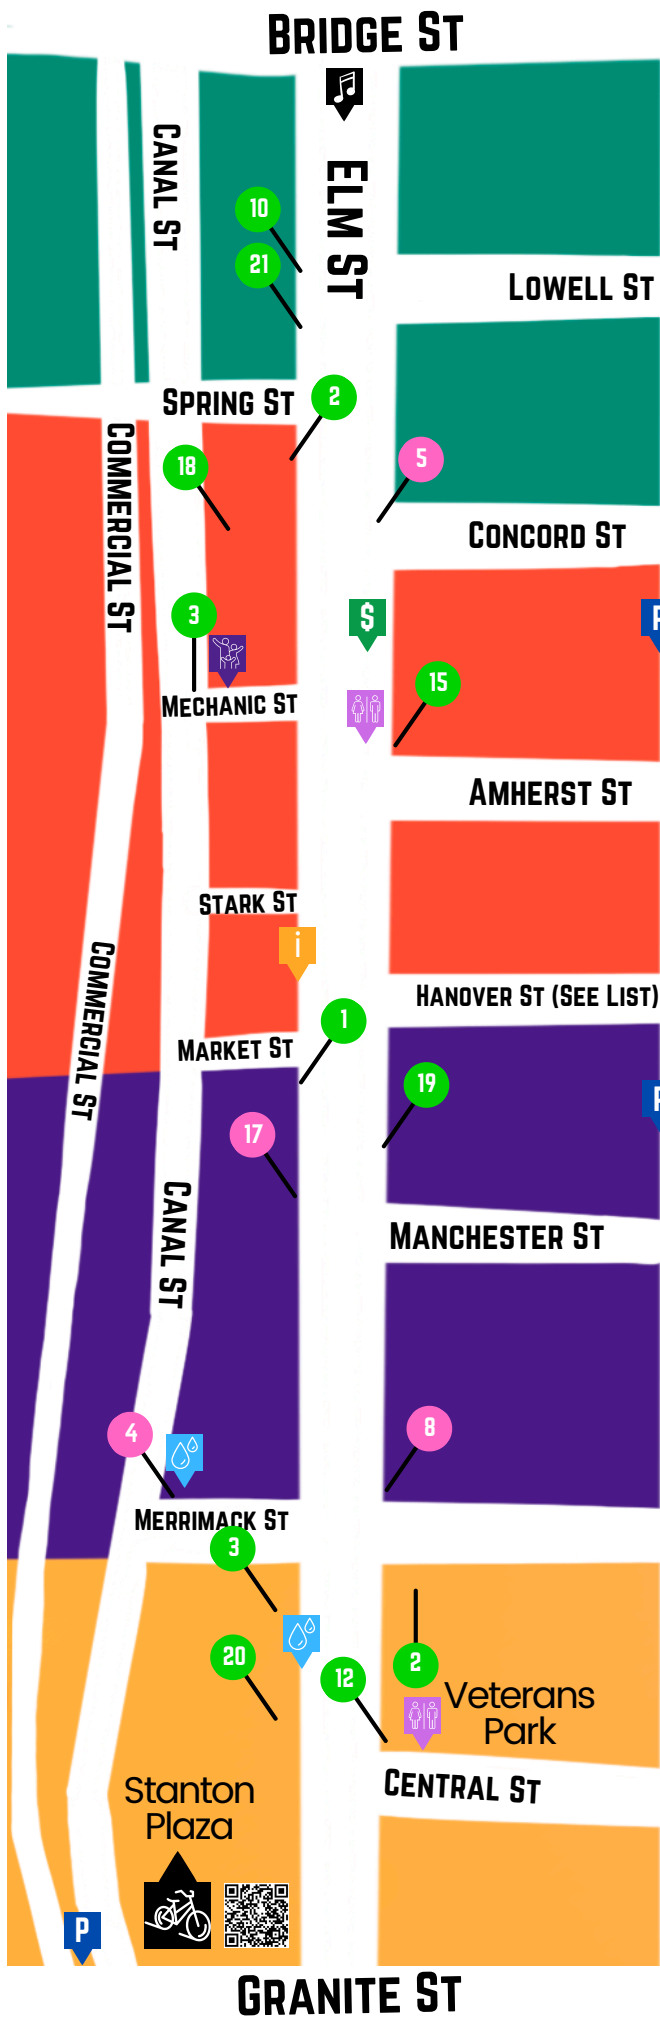 BRIDGE ST
CANAL ST
ELM ST
10
21
LOWELL ST
SPRING ST
2
18
5
COMMERCIAL ST
CONCORD ST
3
$
15
MECHANIC ST
AMHERST ST
STARK ST
i
COMMERCIAL ST
HANOVER ST (SEE LIST)
1
MARKET ST
19
17
CANAL ST
MANCHESTER ST
4
8
MERRIMACK ST
3
20
12
2
Veterans
Park
CENTRAL ST
Stanton
Plaza
P
GRANITE ST